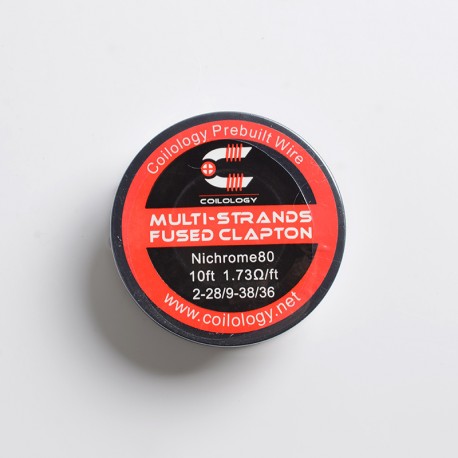 Coilology Prebuilt Wire
COILOLOGY
MULTI-STRANDS
FUSED CLAPTON
Nichrome80
10ft 1.73Ω/ft
2-28/9-38/36
www.coilology.net